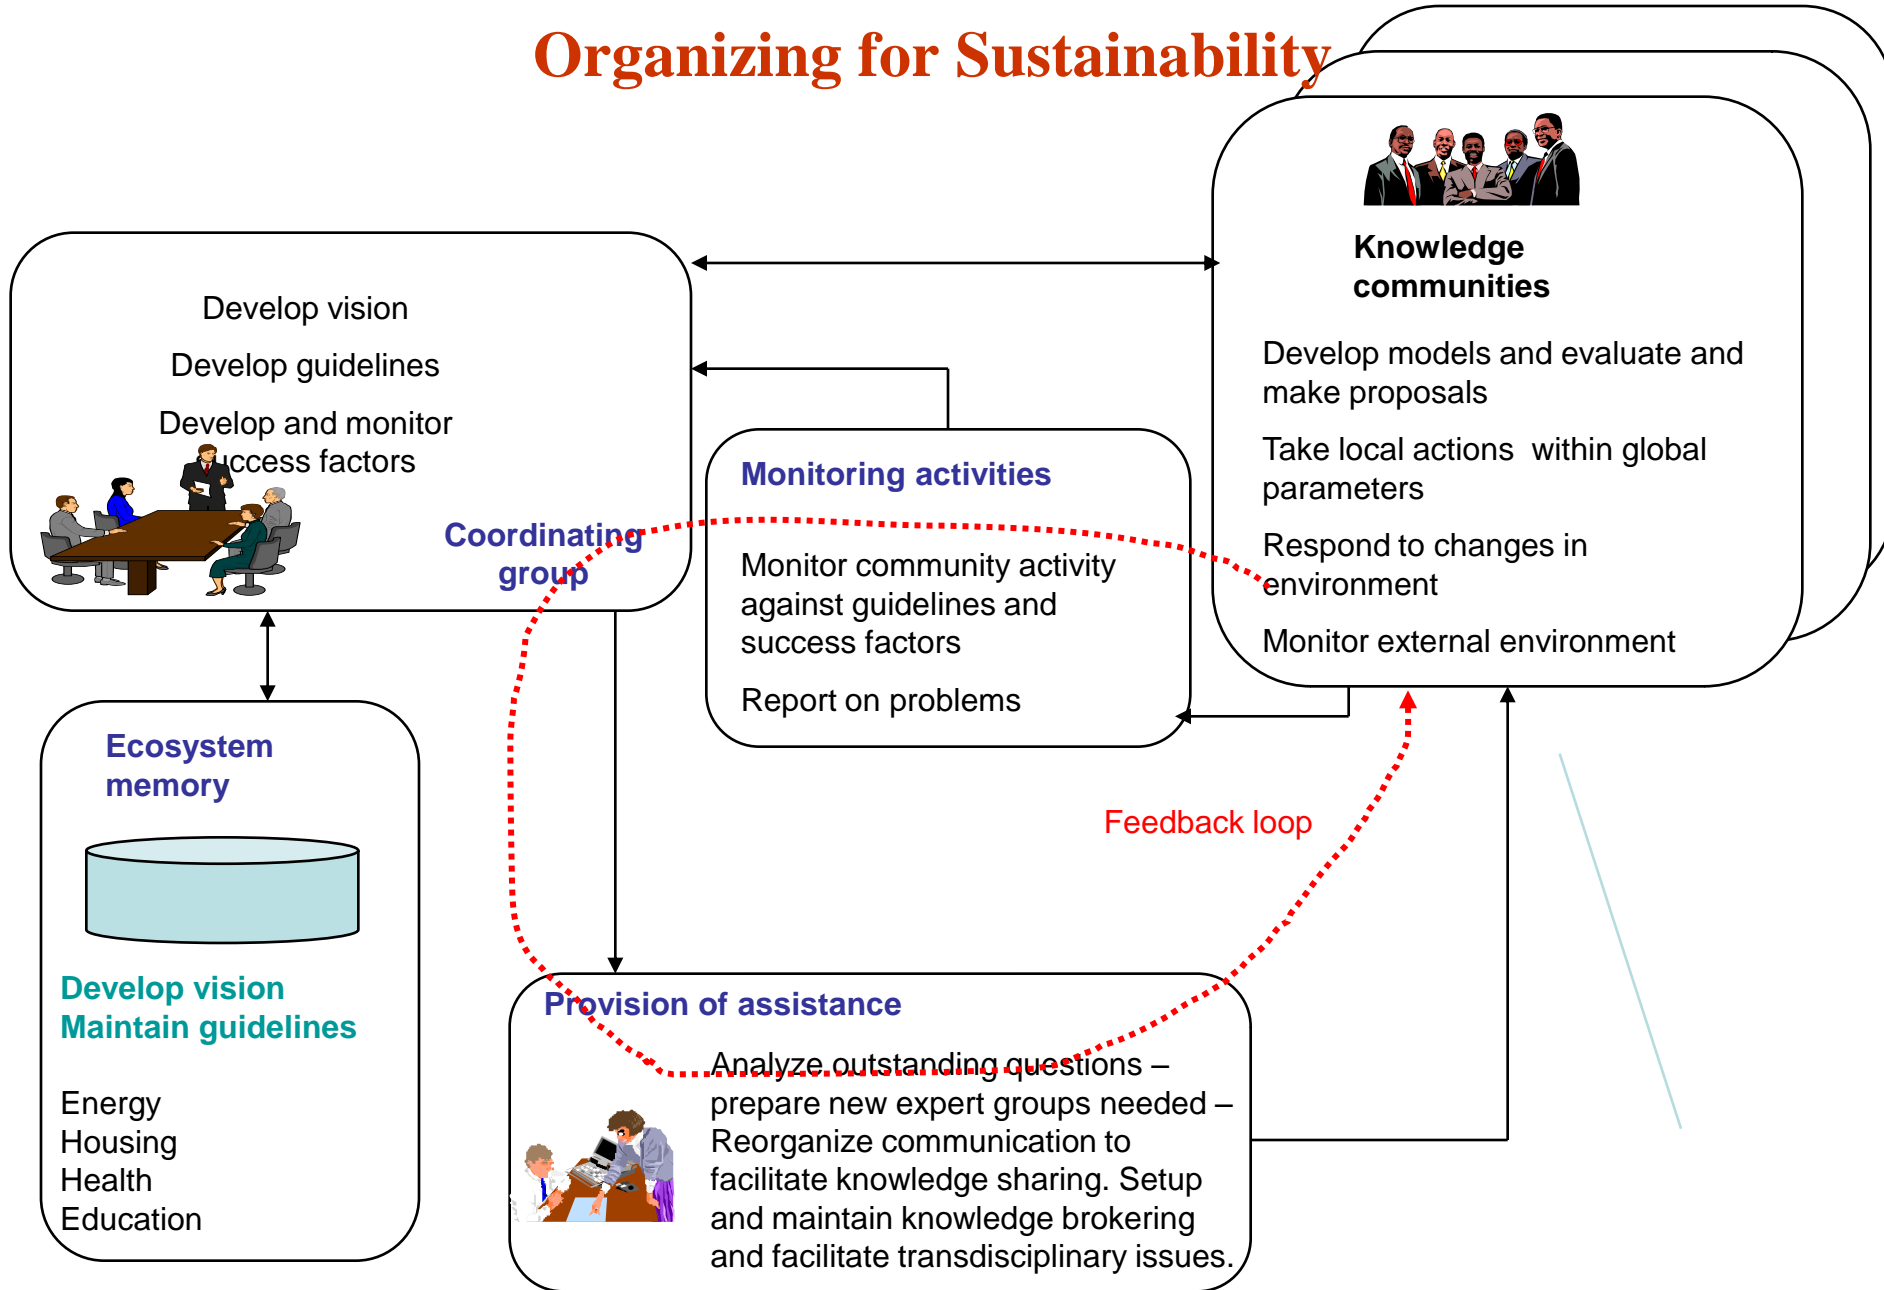 Organizing for Sustainability
Knowledge
communities
Develop models and evaluate and
make proposals
Take local actions within global
parameters
Respond to changes in
environment
Monitor external environment
Develop vision
Develop guidelines
Develop and monitor
success factors
Coordinating
group
Monitoring activities
Monitor community activity
against guidelines and
success factors
Report on problems
Ecosystem
memory
Develop vision
Maintain guidelines
Energy
Housing
Health
Education
Feedback loop
Provision of assistance
Analyze outstanding questions –
prepare new expert groups needed –
Reorganize communication to
facilitate knowledge sharing. Setup
and maintain knowledge brokering
and facilitate transdisciplinary issues.